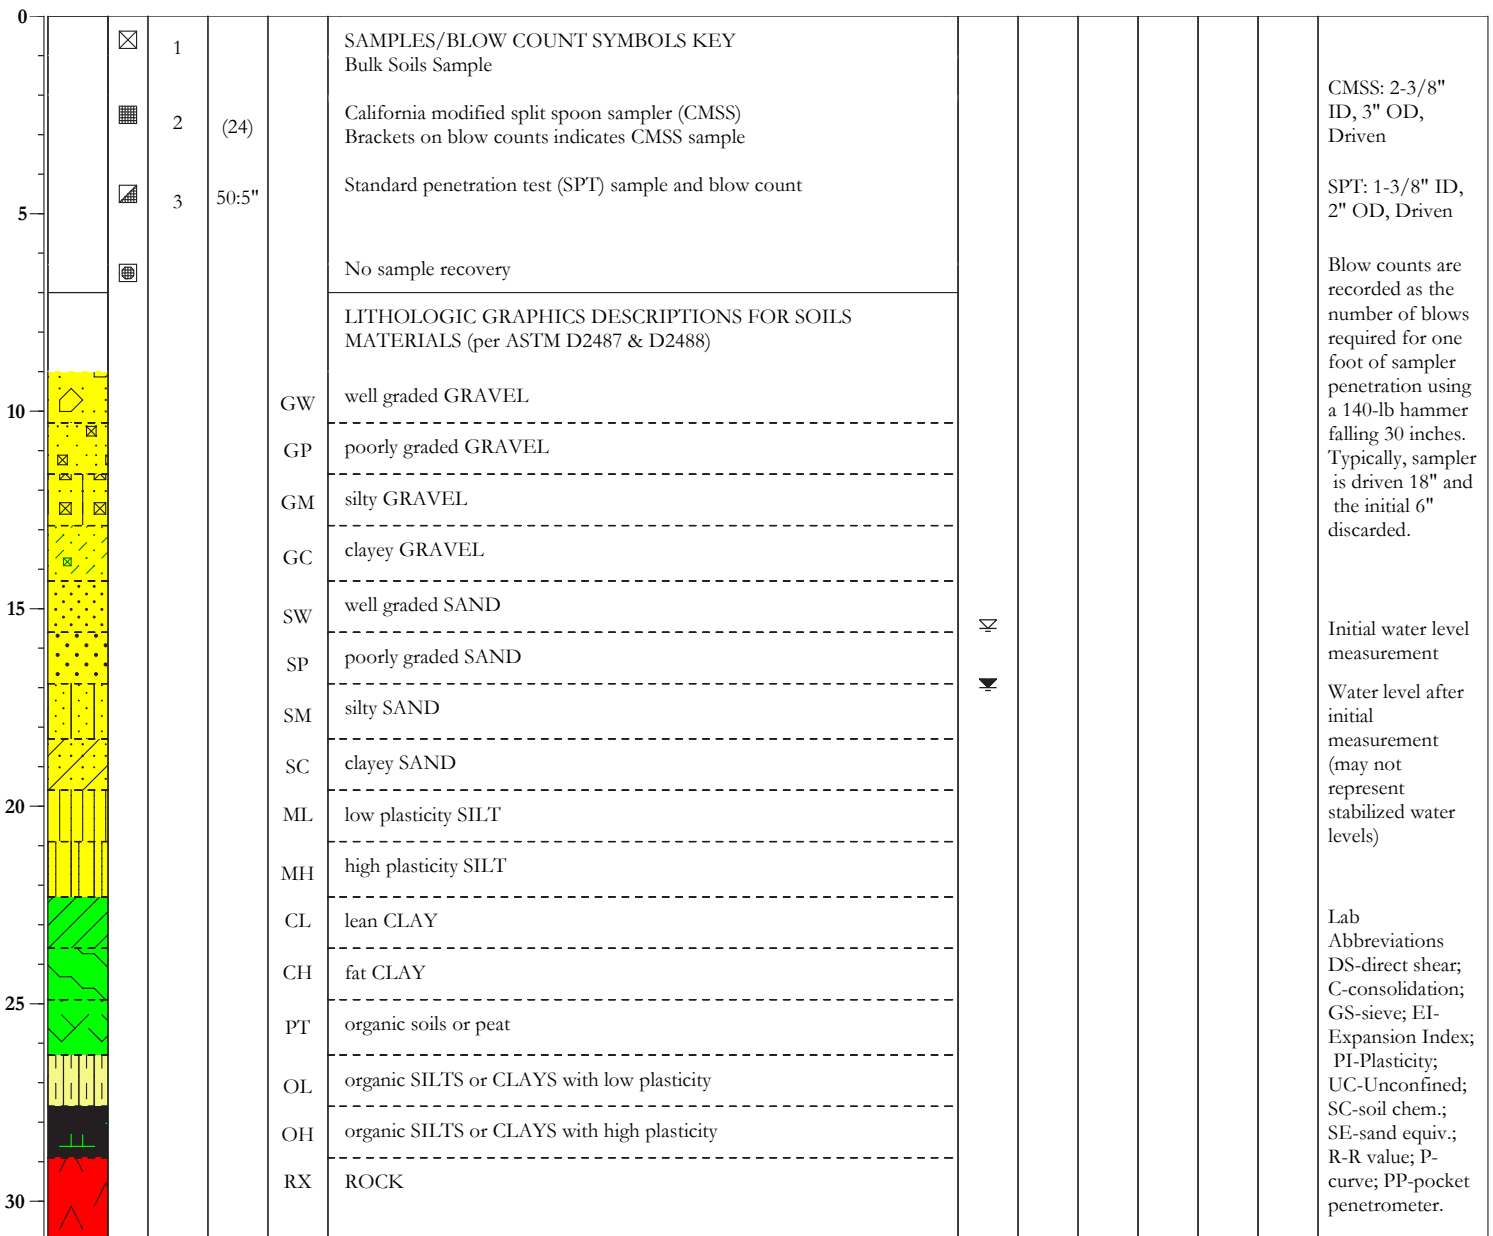 0
1
SAMPLES/BLOW COUNT SYMBOLS KEY
Bulk Soils Sample
2
(24)
California modified split spoon sampler (CMSS)
Brackets on blow counts indicates CMSS sample
CMSS: 2-3/8"
ID, 3" OD,
Driven
3
50:5"
Standard penetration test (SPT) sample and blow count
SPT: 1-3/8" ID,
2" OD, Driven
5
No sample recovery
Blow counts are
recorded as the
number of blows
required for one
foot of sampler
penetration using
a 140-lb hammer
falling 30 inches.
Typically, sampler
is driven 18" and
the initial 6"
discarded.
LITHOLOGIC GRAPHICS DESCRIPTIONS FOR SOILS
MATERIALS (per ASTM D2487 & D2488)
10
GW well graded GRAVEL
GP poorly graded GRAVEL
GM silty GRAVEL
GC clayey GRAVEL
15
SW well graded SAND
Initial water level
measurement
SP poorly graded SAND
Water level after
initial
measurement
(may not
represent
stabilized water
levels)
SM silty SAND
SC clayey SAND
20
ML low plasticity SILT
MH high plasticity SILT
CL lean CLAY
CH fat CLAY
25
PT organic soils or peat
OL organic SILTS or CLAYS with low plasticity
OH organic SILTS or CLAYS with high plasticity
RX ROCK
30
Lab
Abbreviations
DS-direct shear;
C-consolidation;
GS-sieve; EI-
Expansion Index;
PI-Plasticity;
UC-Unconfined;
SC-soil chem.;
SE-sand equiv.;
R-R value; P-
curve; PP-pocket
penetrometer.